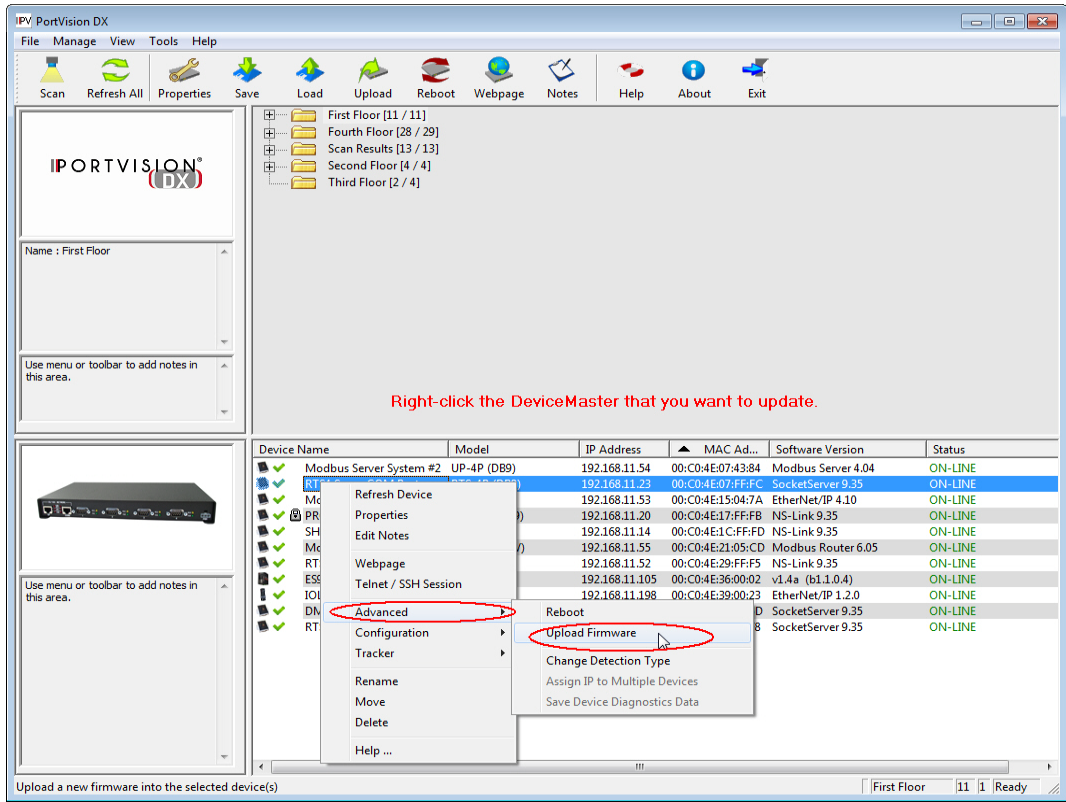 IPV PortVision DX
File Manage View Tools Help
Scan Refresh All Properties Save Load Upload Reboot Webpage Notes Help About Exit
IPORTVISION®
(DX)
Name : First Floor
Use menu or toolbar to add notes in
this area.
First Floor [11 / 11]
Fourth Floor [28 / 29]
Scan Results [13 / 13]
Second Floor [4 / 4]
Third Floor [2 / 4]
Right-click the DeviceMaster that you want to update.
Use menu or toolbar to add notes in
this area.
Device Name Model IP Address MAC Ad... Software Version Status
Modbus Server System #2 UP-4P (DB9) 192.168.11.54 00:C0:4E:07:43:84 Modbus Server 4.04 ON-LINE
192.168.11.23 00:C0:4E:07:FF:FC SocketServer 9.35 ON-LINE
Mo 192.168.11.53 00:C0:4E:15:04:7A EtherNet/IP 4.10 ON-LINE
PR 9) 192.168.11.20 00:C0:4E:17:FF:FB NS-Link 9.35 ON-LINE
SH 192.168.11.14 00:C0:4E:1C:FF:FD NS-Link 9.35 ON-LINE
Mo V) 192.168.11.55 00:C0:4E:21:05:CD Modbus Router 6.05 ON-LINE
RT 192.168.11.52 00:C0:4E:29:FF:F5 NS-Link 9.35 ON-LINE
ES9 192.168.11.105 00:C0:4E:36:00:02 v1.4a (b11.0.4) ON-LINE
IOL 192.168.11.198 00:C0:4E:39:00:23 EtherNet/IP 1.2.0 ON-LINE
DM D SocketServer 9.35 ON-LINE
RT 8 SocketServer 9.35 ON-LINE
Refresh Device
Properties
Edit Notes
Webpage
Telnet / SSH Session
Advanced
Configuration
Tracker
Rename
Move
Delete
Help ...
Reboot
Upload Firmware
Change Detection Type
Assign IP to Multiple Devices
Save Device Diagnostics Data
Upload a new firmware into the selected device(s) First Floor 11 1 Ready